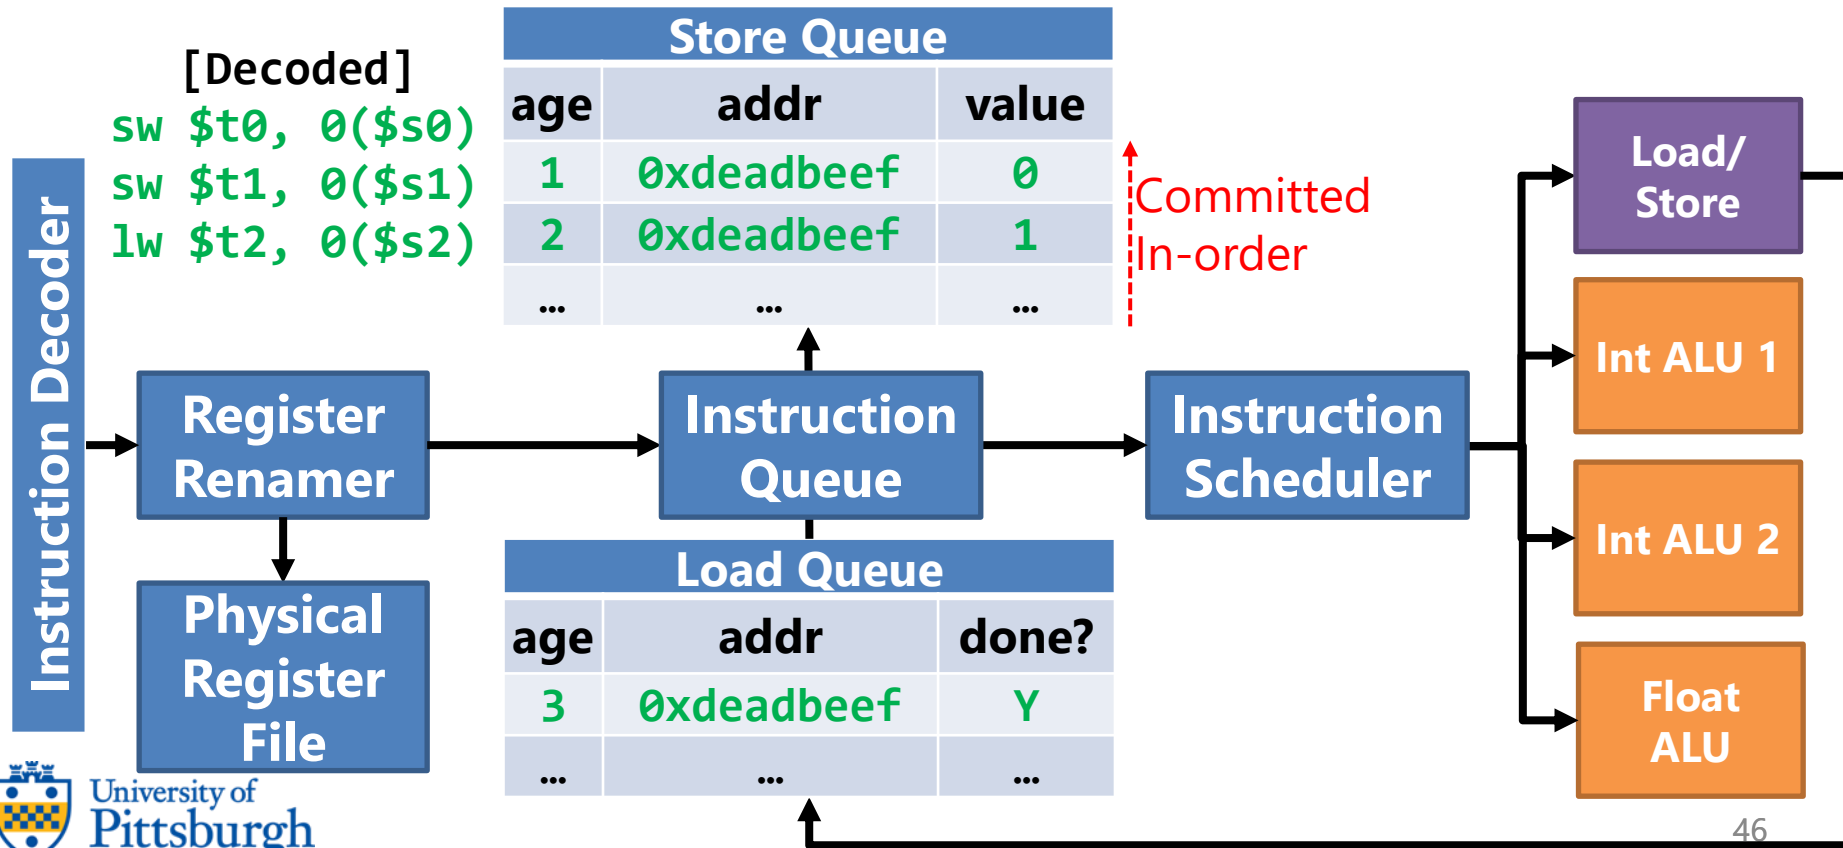 [Decoded]
sw $t0, 0($s0)
sw $t1, 0($s1)
lw $t2, 0($s2)
Instruction Decoder
Store Queue
age addr value
1 0xdeadbeef 0
2 0xdeadbeef 1
... ... ...
Committed
In-order
Register
Renamer
Physical
Register
File
Instruction
Queue
Load Queue
age addr done?
3 0xdeadbeef Y
... ... ...
Instruction
Scheduler
Load/
Store
Int ALU 1
Int ALU 2
Float
ALU
University of
Pittsburgh
46